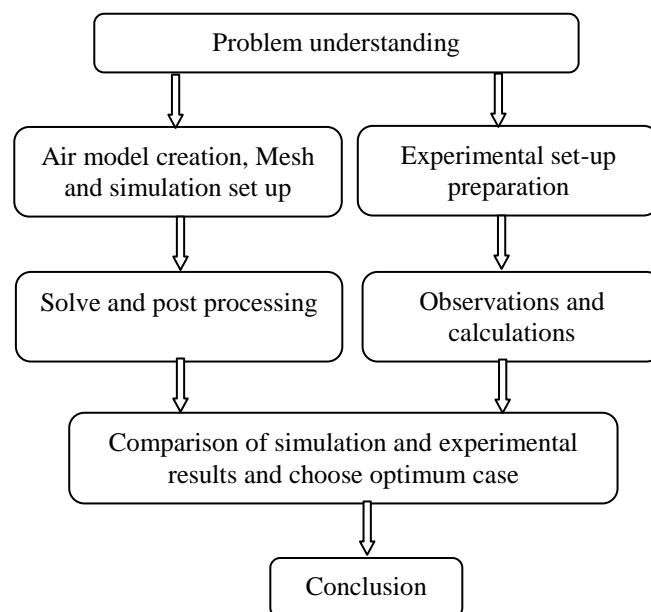 Problem understanding
Air model creation, Mesh
and simulation set up
Experimental set-up
preparation
Solve and post processing
Observations and
calculations
Comparison of simulation and experimental
results and choose optimum case
Conclusion